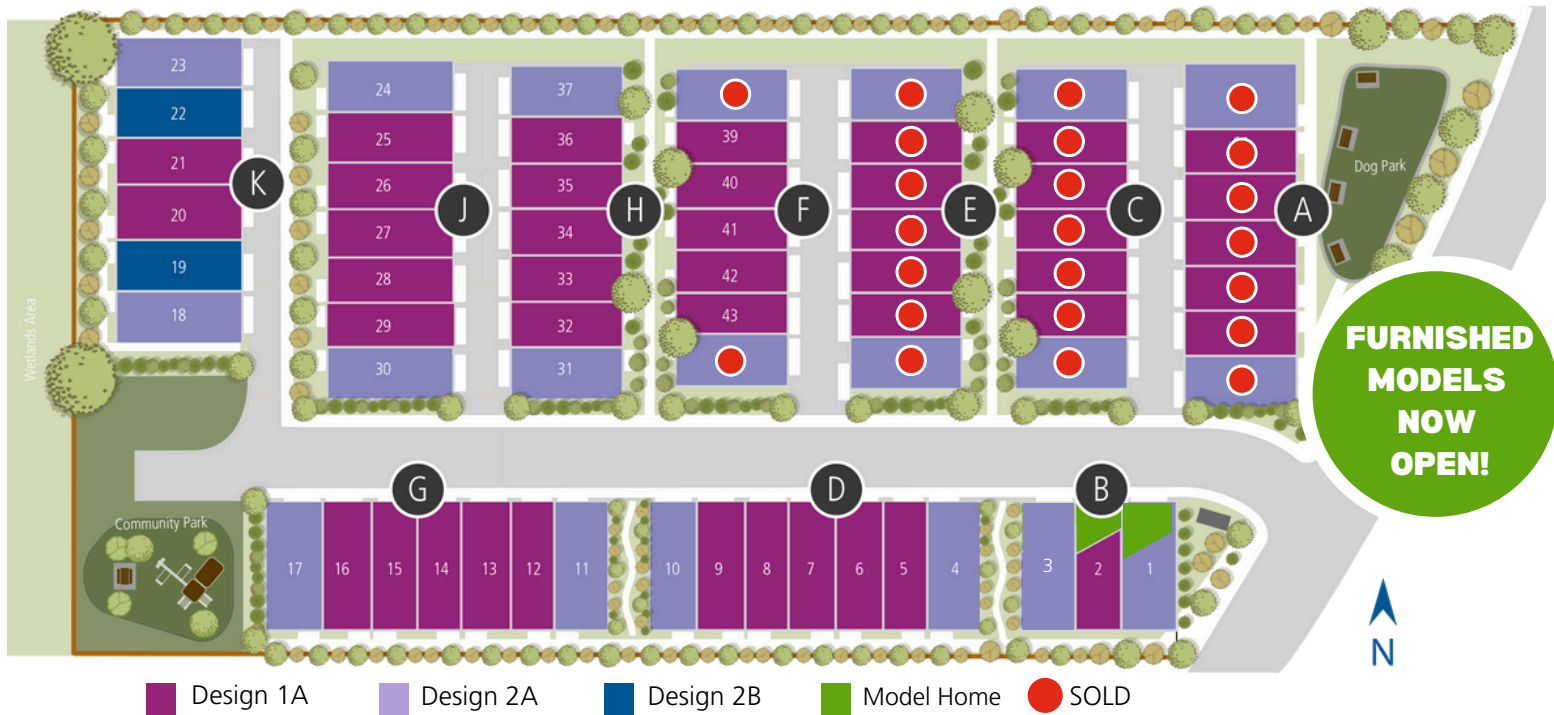 23
22
21
20
19
18
K
24
25
26
27
28
29
30
J
37
36
35
34
33
32
31
H
39
40
41
42
43
F
E
C
A
Dog Park
Wetlands Area
FURNISHED
MODELS
NOW
OPEN!
G
D
B
Community Park
17 16 15 14 13 12 11
10 9 8 7 6 5 4
3 2 1
N
Design 1A Design 2A Design 2B Model Home SOLD